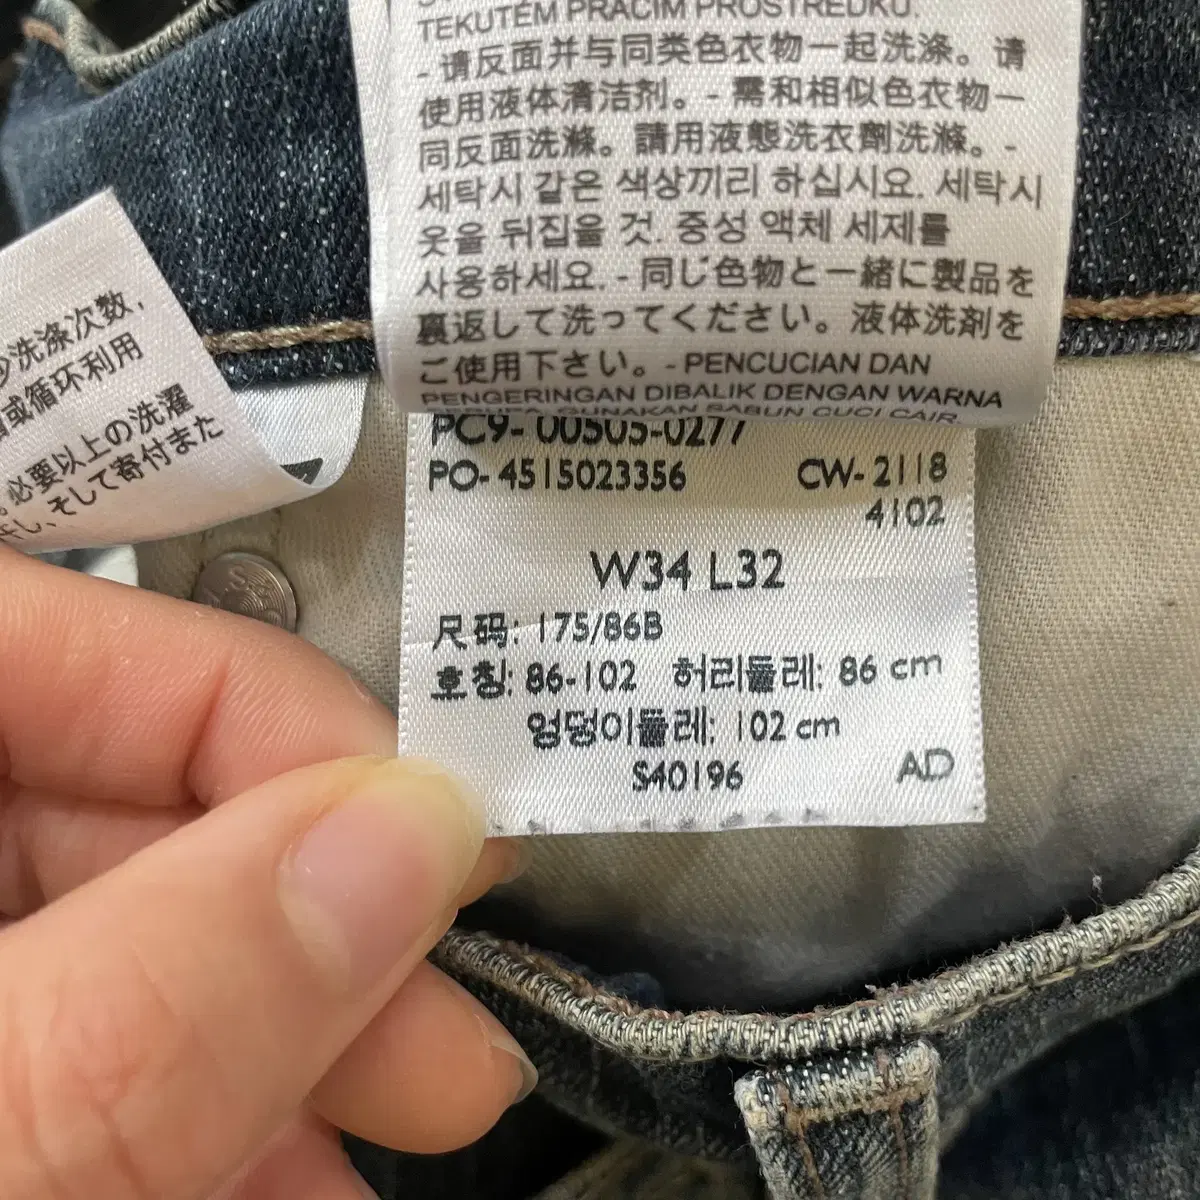 TEKUTÉM PRACÍM PROSTŘEDKU.
- 请反面并与同类色衣物一起洗涤。请
使用液体清洁剂。- 需和相似色衣物一
同反面洗滌。請用液態洗衣劑洗滌。-
세탁시 같은 색상끼리 하십시요. 세탁시
옷을 뒤집을 것. 중성 액체 세제를
사용하세요. - 同じ色物と一緒に製品を
裏返して洗ってください。液体洗剤を
ご使用下さい。- PENCUCIAN DAN
PENGERINGAN DIBALIK DENGAN WARNA
GUNAKAN SABUN CUCI CAIR
少洗涤次数,
或循环利用
必要以上の洗濯
し、そして寄付また
PC9- 00505-0277
PO- 4515023356 CW- 2118
4102
W34 L32
尺码: 175/86B
호칭: 86-102 허리둘레: 86 cm
엉덩이둘레: 102 cm
S40196 AD